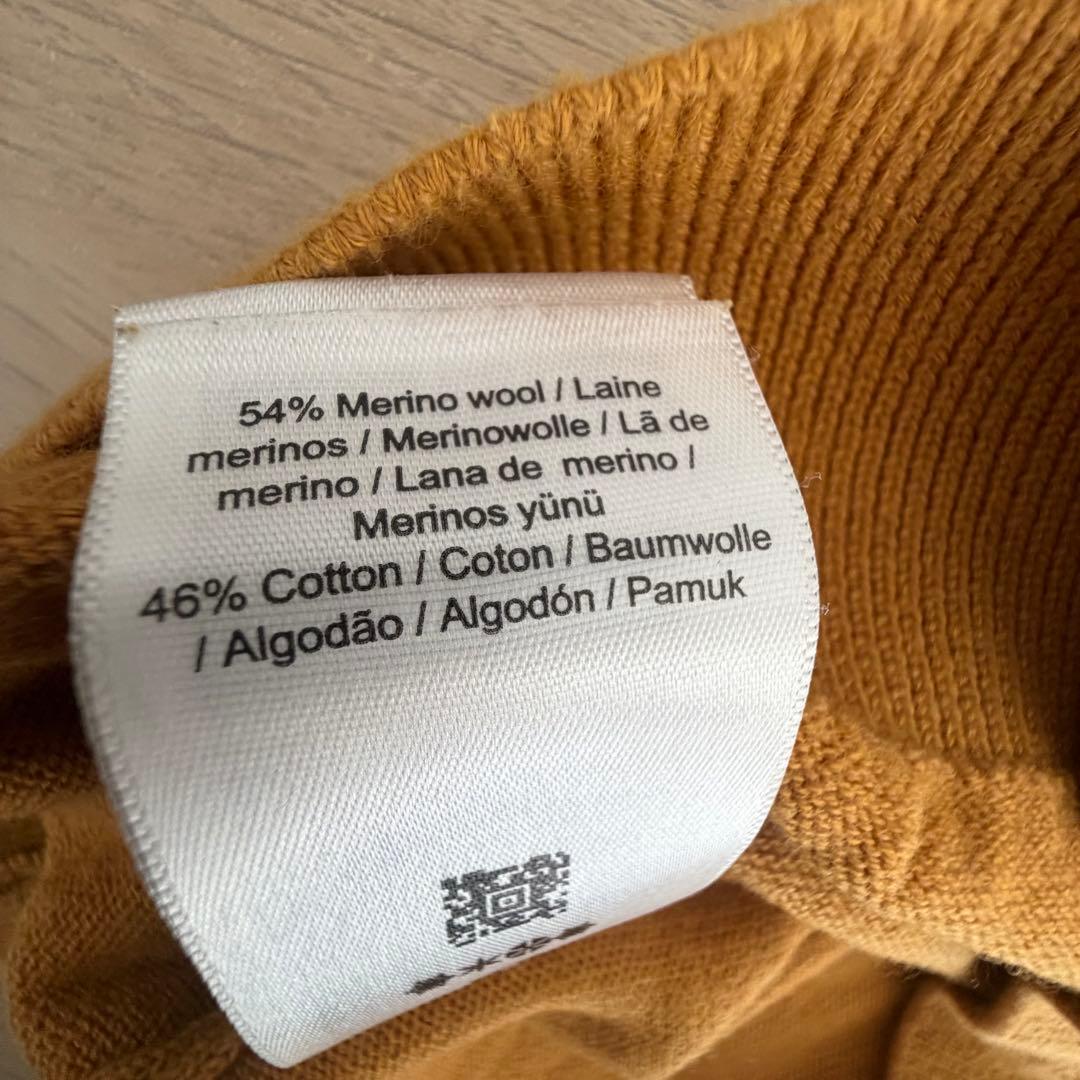 54% Merino wool / Laine
merinos / Merinowolle / Lã de
merino / Lana de merino /
Merinos yünü
46% Cotton / Coton / Baumwolle
/ Algodão / Algodón / Pamuk